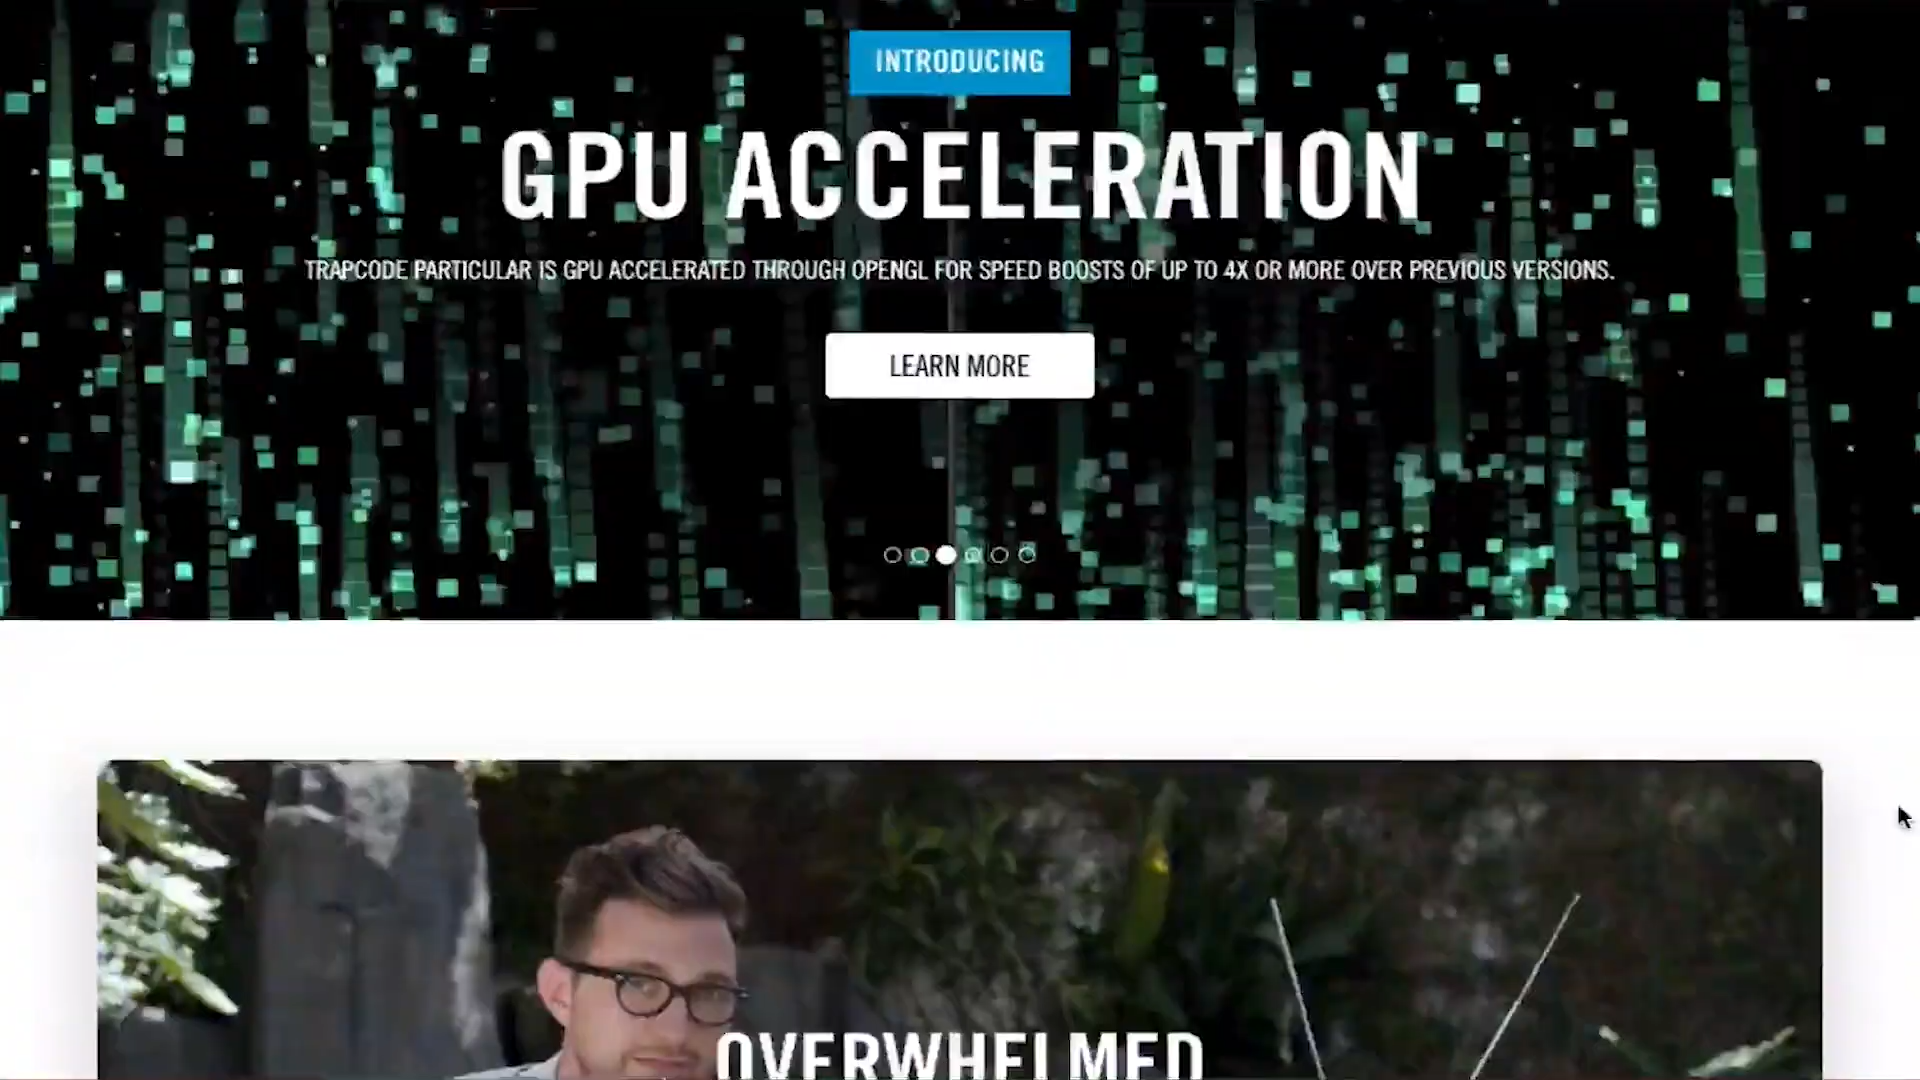 INTRODUCING
GPU ACCELERATION
TRAPCODE PARTICULAR IS GPU ACCELERATED THROUGH OPENGL FOR SPEED BOOSTS OF UP TO 4X OR MORE OVER PREVIOUS VERSIONS.
LEARN MORE
OVERWHELMED